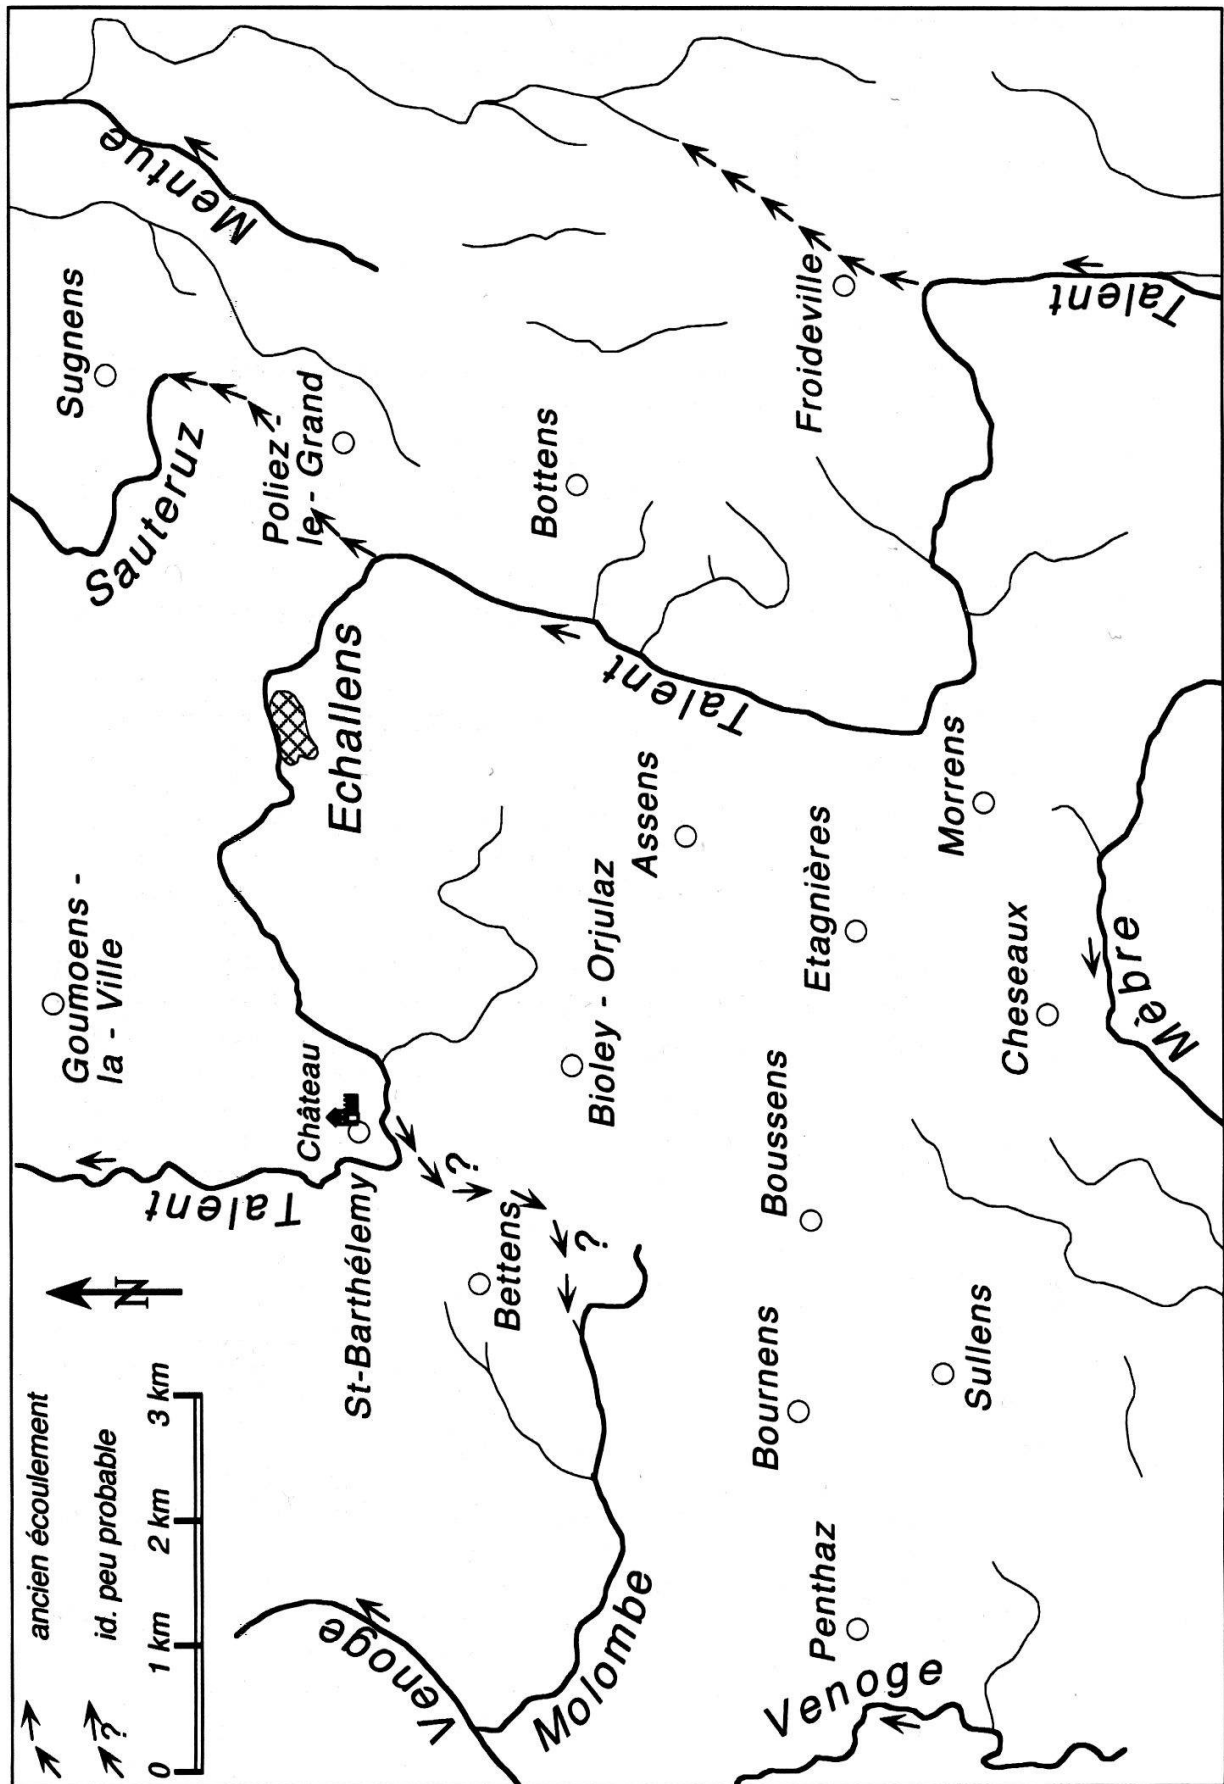 ancien écoulement
? id. peu probable
0 1 km 2 km 3 km
N
Talent
Goumoens -
la - Ville
Château
St-Barthélemy
?
Bettens
?
Venoge
Molombe
Echallens
Sauteruz
Sugnens
Poliez -
le - Grand
Mentue
Bottens
Talent
Assens
Bioley - Orjulaz
Etagnières
Boussens
Bournens
Penthaz
Venoge
Sullens
Cheseaux
Morrens
Mèbre
Froideville
Talent